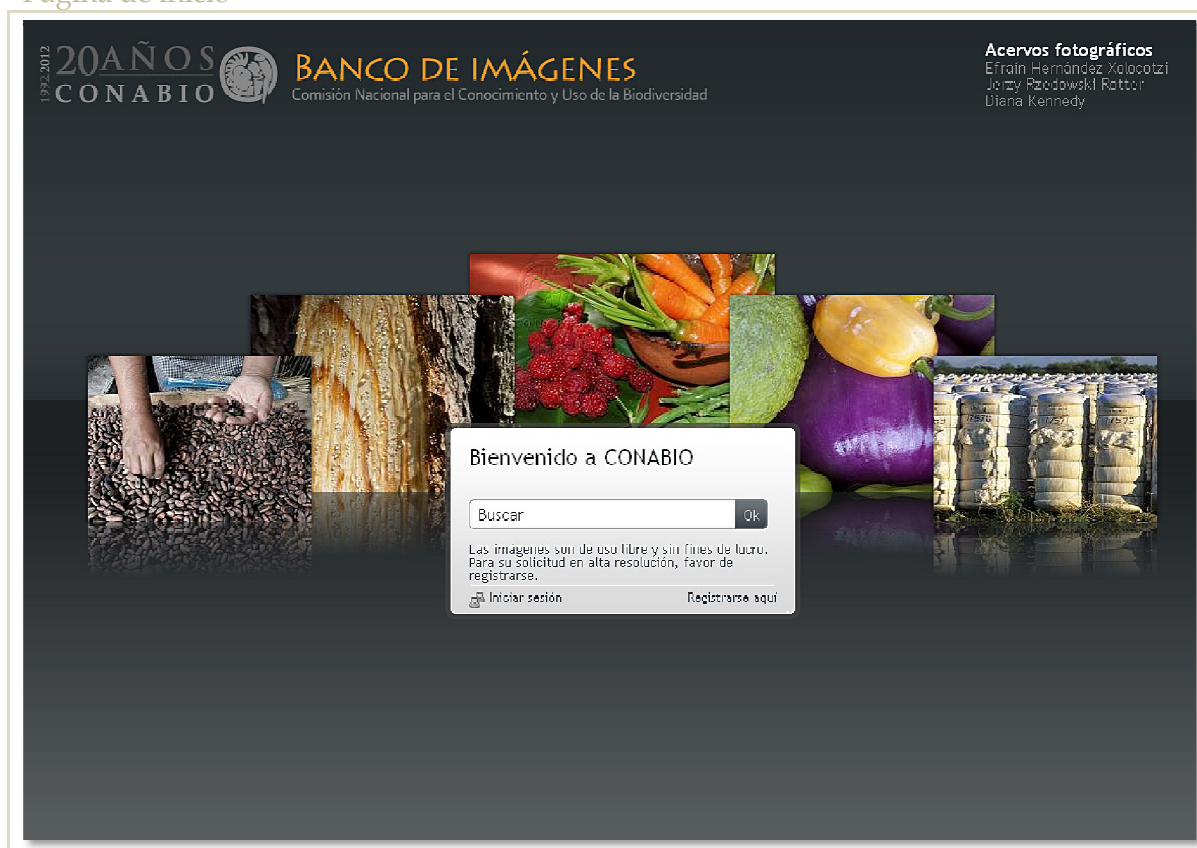 Página de inicio
1992-2012
20AÑOS
CONABIO
BANCO DE IMÁGENES
Comisión Nacional para el Conocimiento y Uso de la Biodiversidad
Acervos fotográficos
Efraín Hernández Xolocotzi
Jerzy Rzedowski Rotter
Diana Kennedy
Bienvenido a CONABIO
Buscar
Ok
Las imágenes son de uso libre y sin fines de lucro.
Para su solicitud en alta resolución, favor de
registrarse.
Iniciar sesión
Registrarse aquí